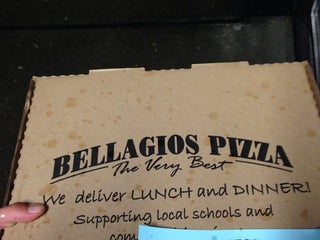 BELLAGIOS PIZZA
The Very Best
We deliver LUNCH and DINNER!
Supporting local schools and